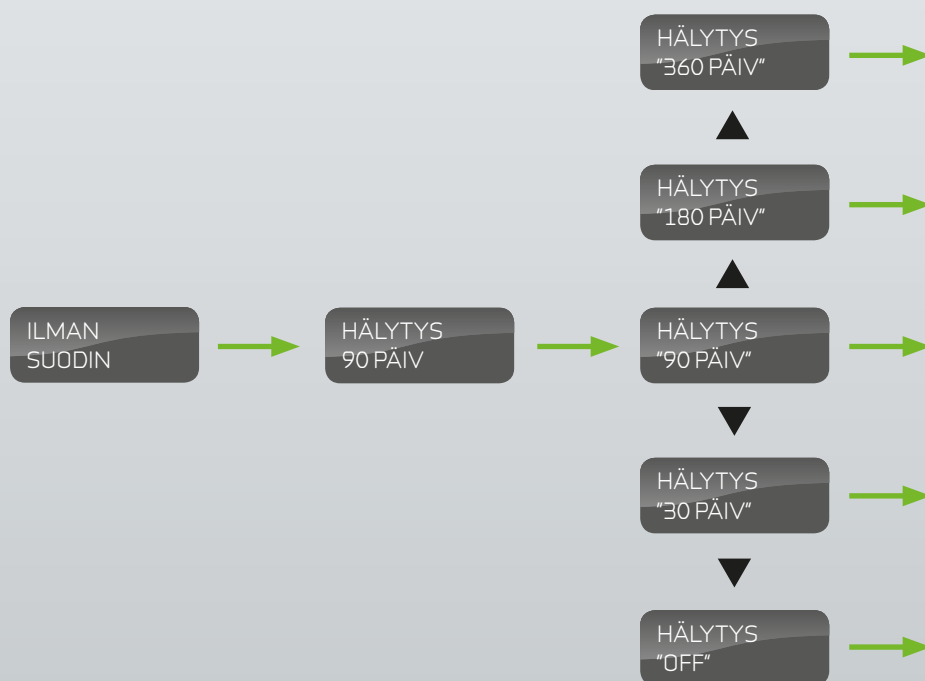 HÄLYTYS
"360 PÄIV"
HÄLYTYS
"180 PÄIV"
ILMAN
SUODIN
HÄLYTYS
90 PÄIV
HÄLYTYS
"90 PÄIV"
HÄLYTYS
"30 PÄIV"
HÄLYTYS
"OFF"